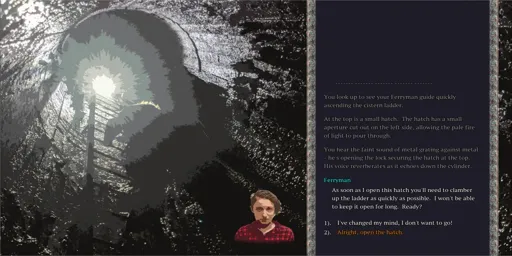 You look up to see your Ferryman guide quickly
ascending the cistern ladder.
At the top is a small hatch. The hatch has a small
aperture cut out on the left side, allowing the pale fire
of light to pour through.
You hear the faint sound of metal grating against metal
- he's opening the lock securing the hatch at the top.
His voice reverberates as it echoes down the cylinder.
Ferryman
As soon as I open this hatch you'll need to clamber
up the ladder as quickly as possible. I won't be able
to keep it open for long. Ready?
1). I've changed my mind, I don't want to go!
2). Alright, open the hatch.